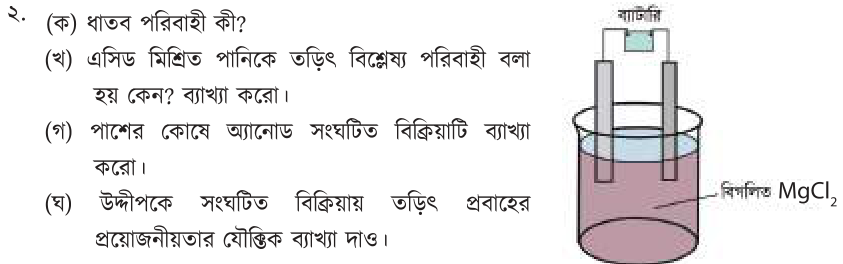 ২. (ক) ধাতব পরিবাহী কী?
(খ) এসিড মিশ্রিত পানিকে তড়িৎ বিশ্লেষ্য পরিবাহী বলা
হয় কেন? ব্যাখ্যা করো।
(গ) পাশের কোষে অ্যানোড সংঘটিত বিক্রিয়াটি ব্যাখ্যা
করো।
(ঘ) উদ্দীপকে সংঘটিত বিক্রিয়ায় তড়িৎ প্রবাহের
প্রয়োজনীয়তার যৌক্তিক ব্যাখ্যা দাও।
ব্যাটারি
বিগলিত MgCl₂